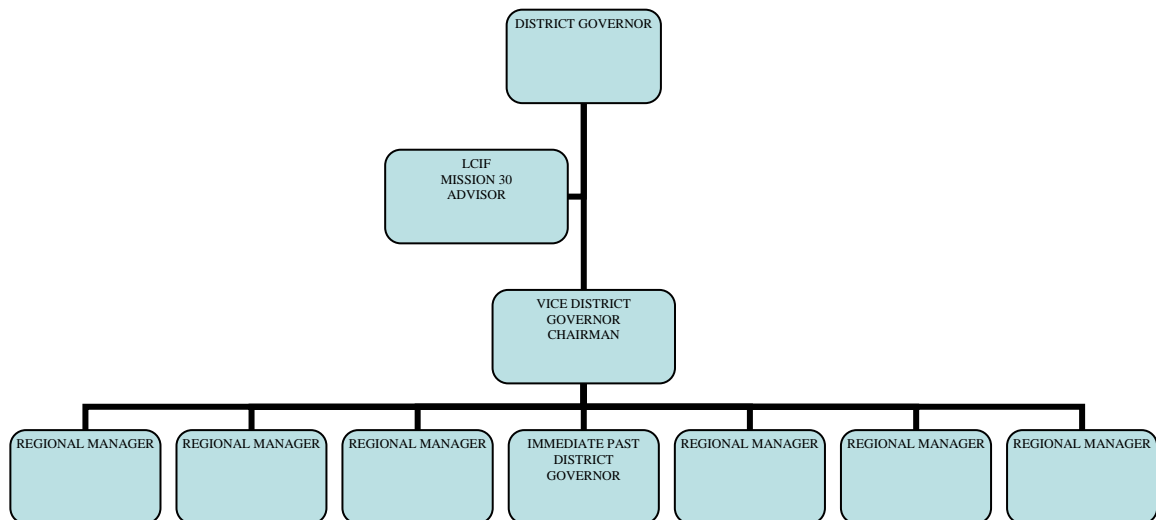 DISTRICT GOVERNOR
LCIF
MISSION 30
ADVISOR
VICE DISTRICT
GOVERNOR
CHAIRMAN
REGIONAL MANAGER
REGIONAL MANAGER
REGIONAL MANAGER
IMMEDIATE PAST
DISTRICT
GOVERNOR
REGIONAL MANAGER
REGIONAL MANAGER
REGIONAL MANAGER